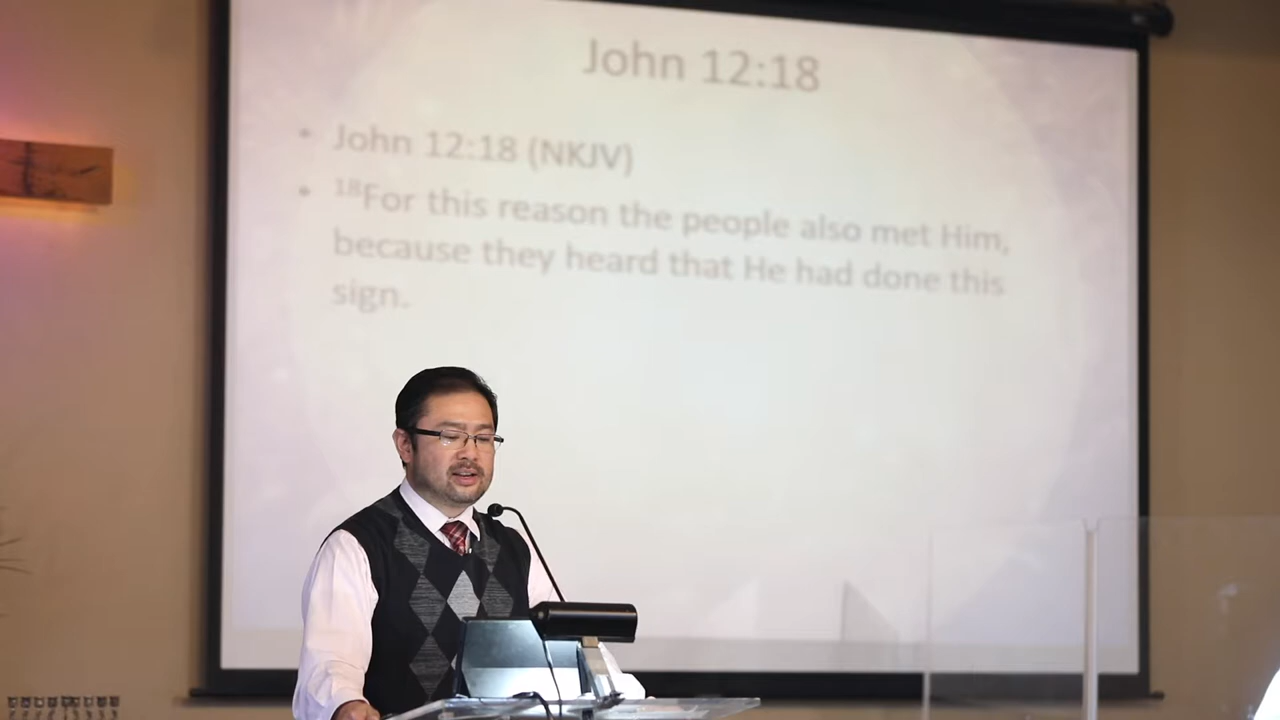 John 12:18
• John 12:18 (NKJV)
• 18For this reason the people also met Him,
because they heard that He had done this
sign.